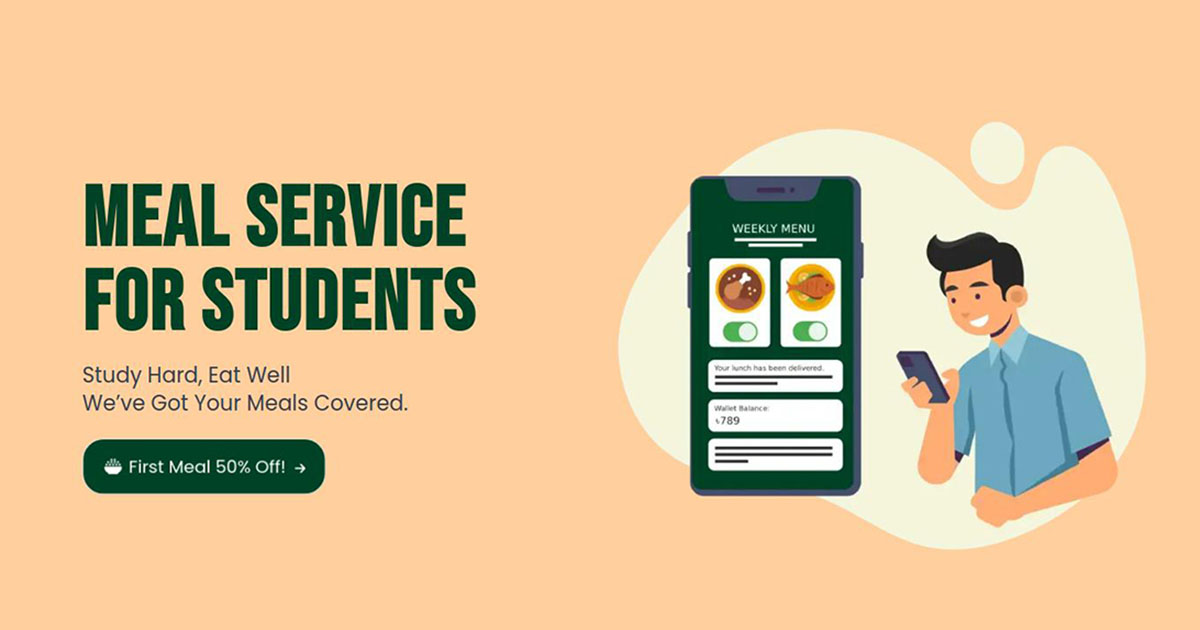 MEAL SERVICE
FOR STUDENTS
Study Hard, Eat Well
We've Got Your Meals Covered.
First Meal 50% Off! →
WEEKLY MENU
Your lunch has been delivered.
Wallet Balance:
৳789